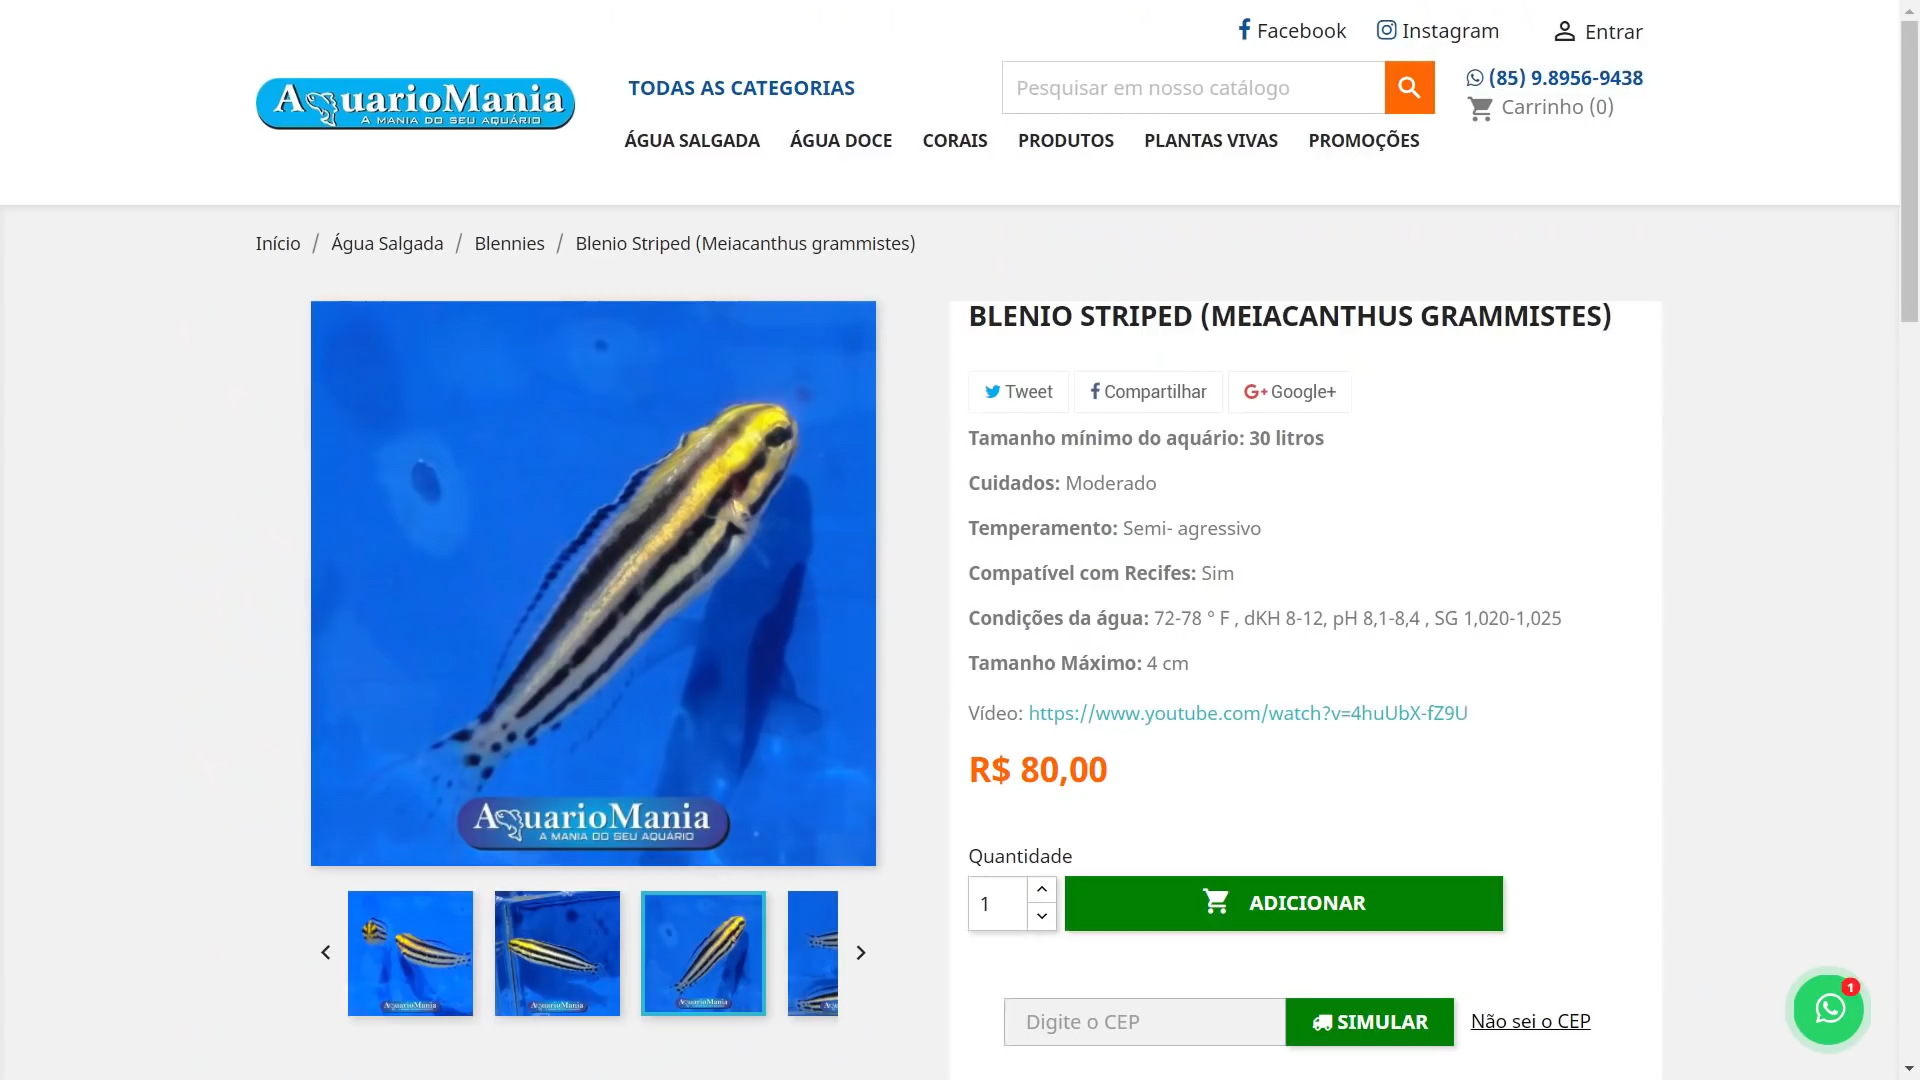 Facebook
Instagram
Entrar
AquarioMania
A MANIA DO SEU AQUÁRIO
TODAS AS CATEGORIAS
Pesquisar em nosso catálogo
(85) 9.8956-9438
Carrinho (0)
ÁGUA SALGADA ÁGUA DOCE CORAIS PRODUTOS PLANTAS VIVAS PROMOÇÕES
Início / Água Salgada / Blennies / Blenio Striped (Meiacanthus grammistes)
BLENIO STRIPED (MEIACANTHUS GRAMMISTES)
Tweet
Compartilhar
G+ Google+
Tamanho mínimo do aquário: 30 litros
Cuidados: Moderado
Temperamento: Semi- agressivo
Compatível com Recifes: Sim
Condições da água: 72-78 ° F , dKH 8-12, pH 8,1-8,4 , SG 1,020-1,025
Tamanho Máximo: 4 cm
Vídeo: https://www.youtube.com/watch?v=4huUbX-fZ9U
R$ 80,00
AquarioMania
A MANIA DO SEU AQUÁRIO
Quantidade
1
ADICIONAR
AquarioMania
AquarioMania
AquarioMania
Digite o CEP
SIMULAR
Não sei o CEP
1